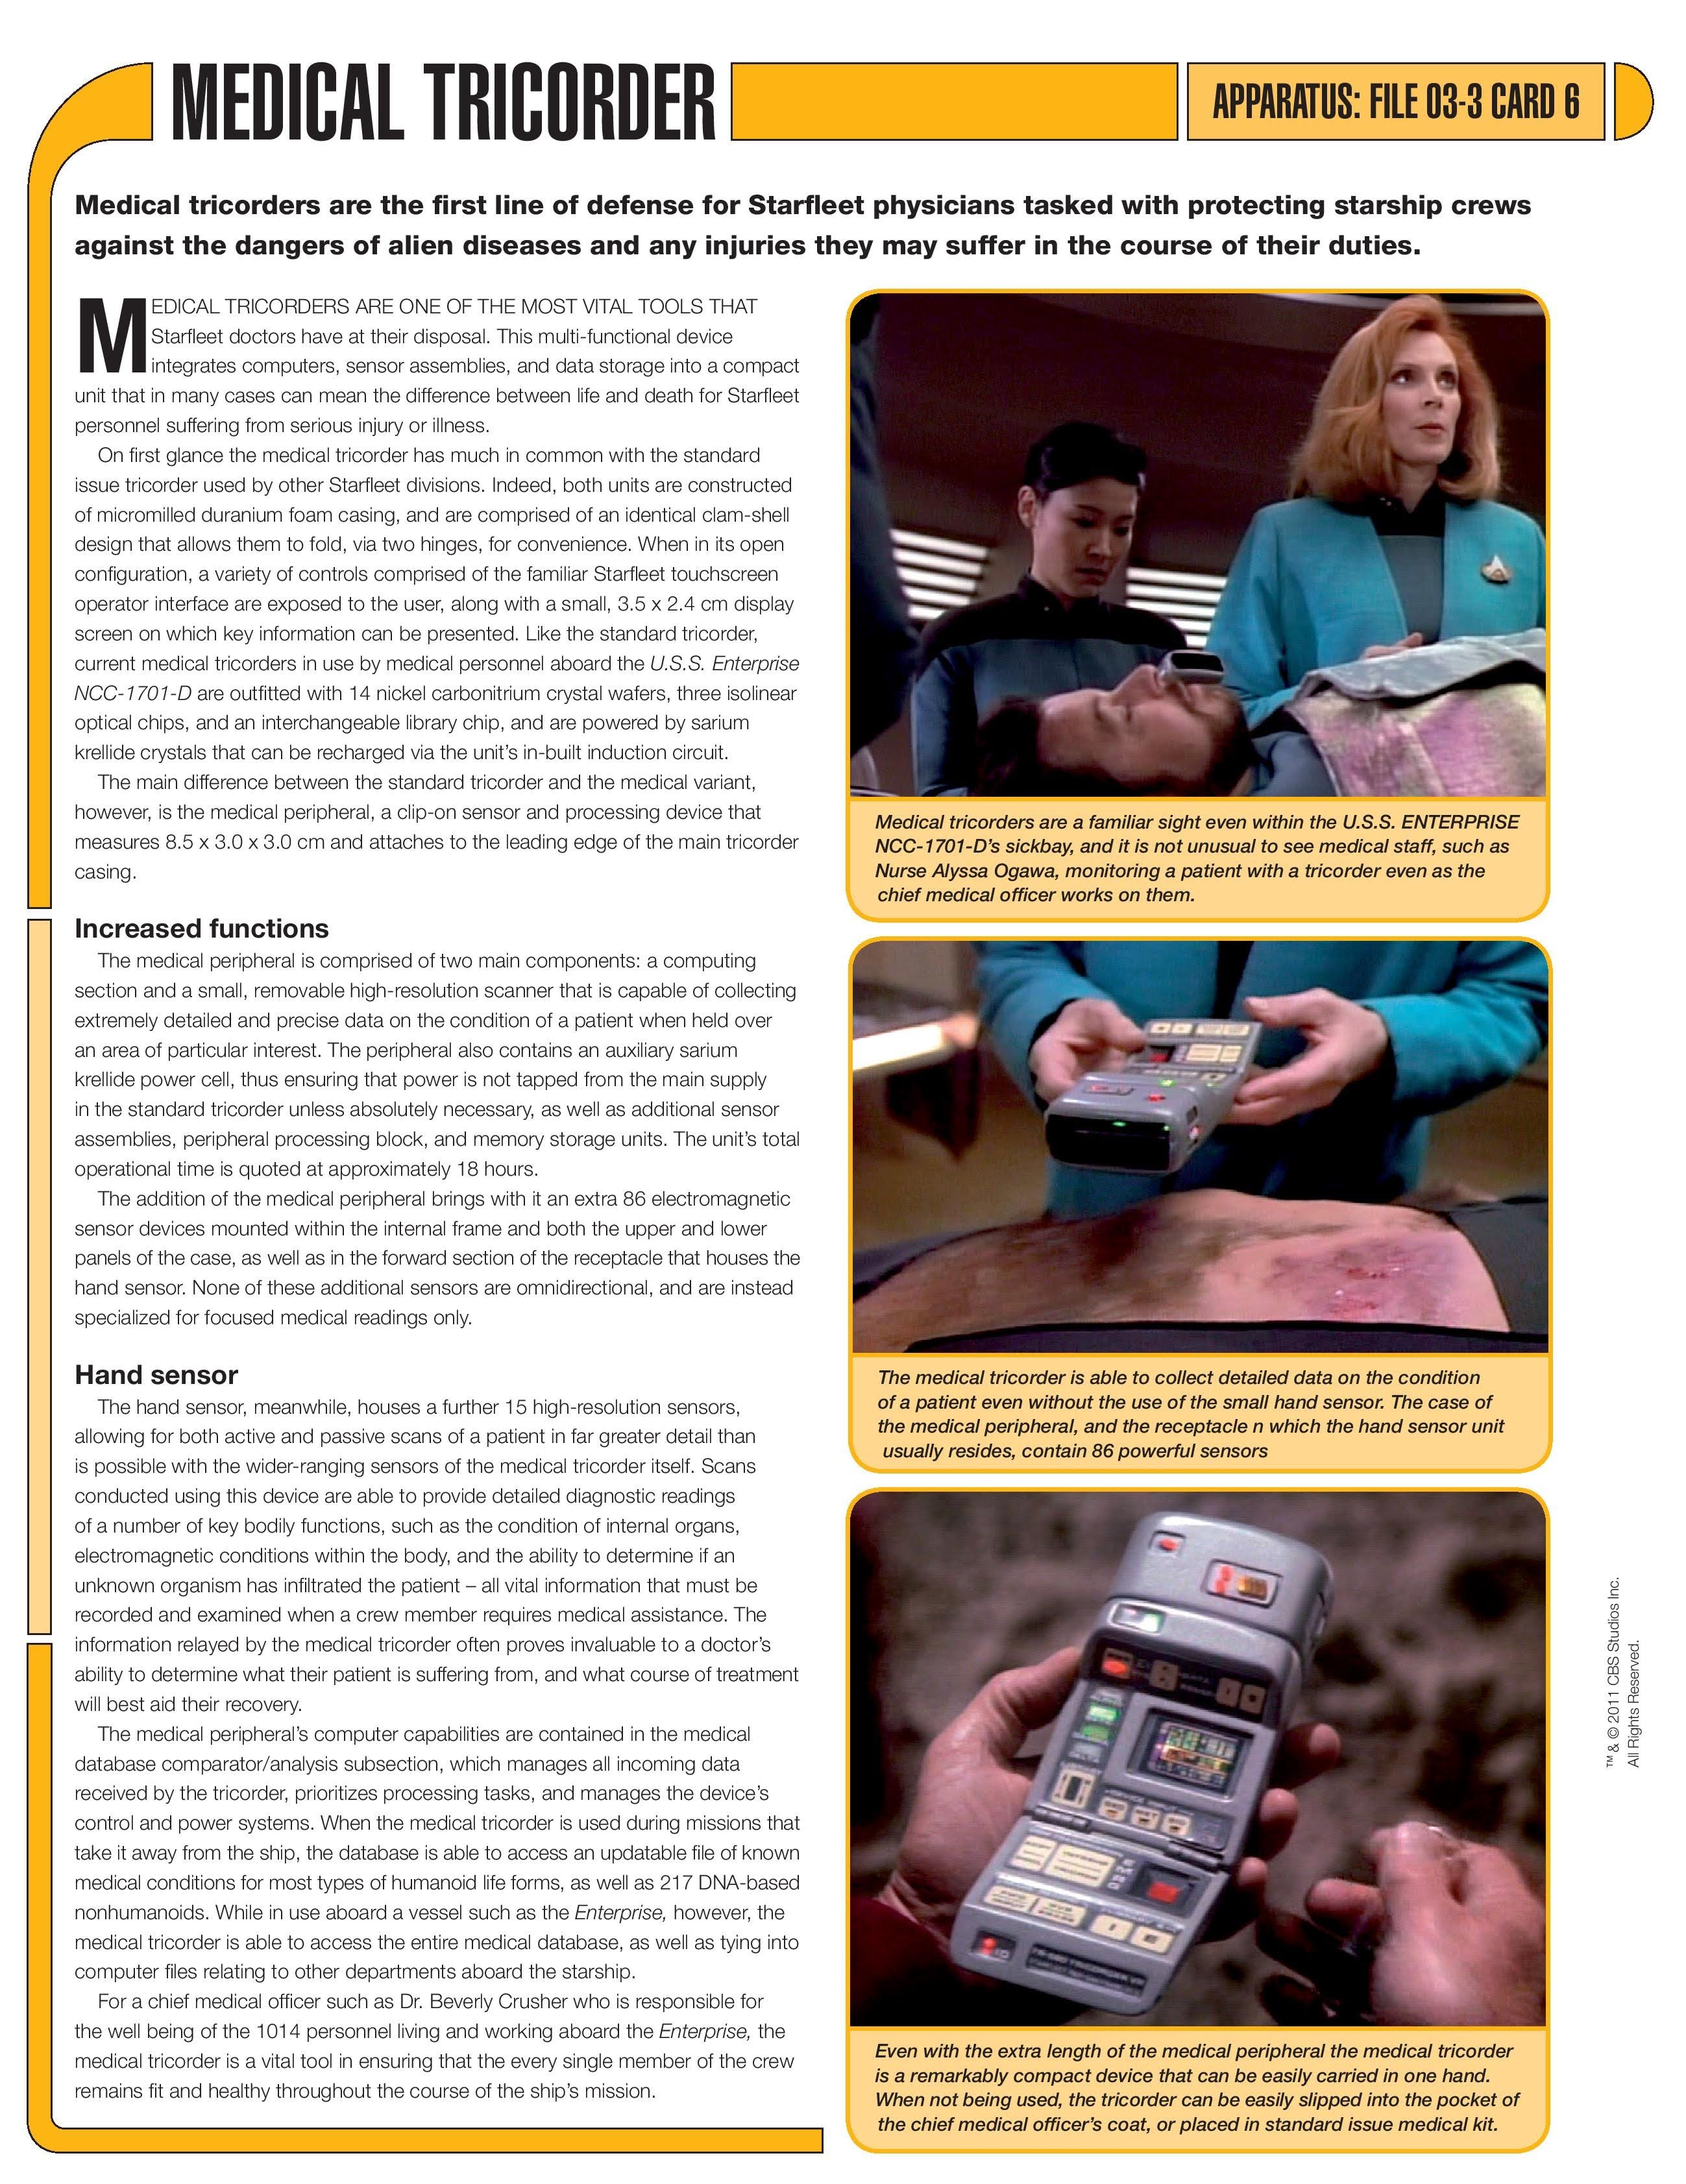 MEDICAL TRICORDER
APPARATUS: FILE 03-3 CARD 6
Medical tricorders are the first line of defense for Starfleet physicians tasked with protecting starship crews
against the dangers of alien diseases and any injuries they may suffer in the course of their duties.
MEDICAL TRICORDERS ARE ONE OF THE MOST VITAL TOOLS THAT
Starfleet doctors have at their disposal. This multi-functional device
integrates computers, sensor assemblies, and data storage into a compact
unit that in many cases can mean the difference between life and death for Starfleet
personnel suffering from serious injury or illness.
On first glance the medical tricorder has much in common with the standard
issue tricorder used by other Starfleet divisions. Indeed, both units are constructed
of micromilled duranium foam casing, and are comprised of an identical clam-shell
design that allows them to fold, via two hinges, for convenience. When in its open
configuration, a variety of controls comprised of the familiar Starfleet touchscreen
operator interface are exposed to the user, along with a small, 3.5 x 2.4 cm display
screen on which key information can be presented. Like the standard tricorder,
current medical tricorders in use by medical personnel aboard the U.S.S. Enterprise
NCC-1701-D are outfitted with 14 nickel carbonitrium crystal wafers, three isolinear
optical chips, and an interchangeable library chip, and are powered by sarium
krellide crystals that can be recharged via the unit's in-built induction circuit.
The main difference between the standard tricorder and the medical variant,
however, is the medical peripheral, a clip-on sensor and processing device that
measures 8.5 x 3.0 x 3.0 cm and attaches to the leading edge of the main tricorder
casing.
Increased functions
The medical peripheral is comprised of two main components: a computing
section and a small, removable high-resolution scanner that is capable of collecting
extremely detailed and precise data on the condition of a patient when held over
an area of particular interest. The peripheral also contains an auxiliary sarium
krellide power cell, thus ensuring that power is not tapped from the main supply
in the standard tricorder unless absolutely necessary, as well as additional sensor
assemblies, peripheral processing block, and memory storage units. The unit's total
operational time is quoted at approximately 18 hours.
The addition of the medical peripheral brings with it an extra 86 electromagnetic
sensor devices mounted within the internal frame and both the upper and lower
panels of the case, as well as in the forward section of the receptacle that houses the
hand sensor. None of these additional sensors are omnidirectional, and are instead
specialized for focused medical readings only.
Hand sensor
The hand sensor, meanwhile, houses a further 15 high-resolution sensors,
allowing for both active and passive scans of a patient in far greater detail than
is possible with the wider-ranging sensors of the medical tricorder itself. Scans
conducted using this device are able to provide detailed diagnostic readings
of a number of key bodily functions, such as the condition of internal organs,
electromagnetic conditions within the body, and the ability to determine if an
unknown organism has infiltrated the patient – all vital information that must be
recorded and examined when a crew member requires medical assistance. The
information relayed by the medical tricorder often proves invaluable to a doctor's
ability to determine what their patient is suffering from, and what course of treatment
will best aid their recovery.
The medical peripheral's computer capabilities are contained in the medical
database comparator/analysis subsection, which manages all incoming data
received by the tricorder, prioritizes processing tasks, and manages the device's
control and power systems. When the medical tricorder is used during missions that
take it away from the ship, the database is able to access an updatable file of known
medical conditions for most types of humanoid life forms, as well as 217 DNA-based
nonhumanoids. While in use aboard a vessel such as the Enterprise, however, the
medical tricorder is able to access the entire medical database, as well as tying into
computer files relating to other departments aboard the starship.
For a chief medical officer such as Dr. Beverly Crusher who is responsible for
the well being of the 1014 personnel living and working aboard the Enterprise, the
medical tricorder is a vital tool in ensuring that the every single member of the crew
remains fit and healthy throughout the course of the ship's mission.
Medical tricorders are a familiar sight even within the U.S.S. ENTERPRISE
NCC-1701-D's sickbay, and it is not unusual to see medical staff, such as
Nurse Alyssa Ogawa, monitoring a patient with a tricorder even as the
chief medical officer works on them.
The medical tricorder is able to collect detailed data on the condition
of a patient even without the use of the small hand sensor. The case of
the medical peripheral, and the receptacle n which the hand sensor unit
usually resides, contain 86 powerful sensors
Even with the extra length of the medical peripheral the medical tricorder
is a remarkably compact device that can be easily carried in one hand.
When not being used, the tricorder can be easily slipped into the pocket of
the chief medical officer's coat, or placed in standard issue medical kit.
™ & © 2011 CBS Studios Inc.
All Rights Reserved.